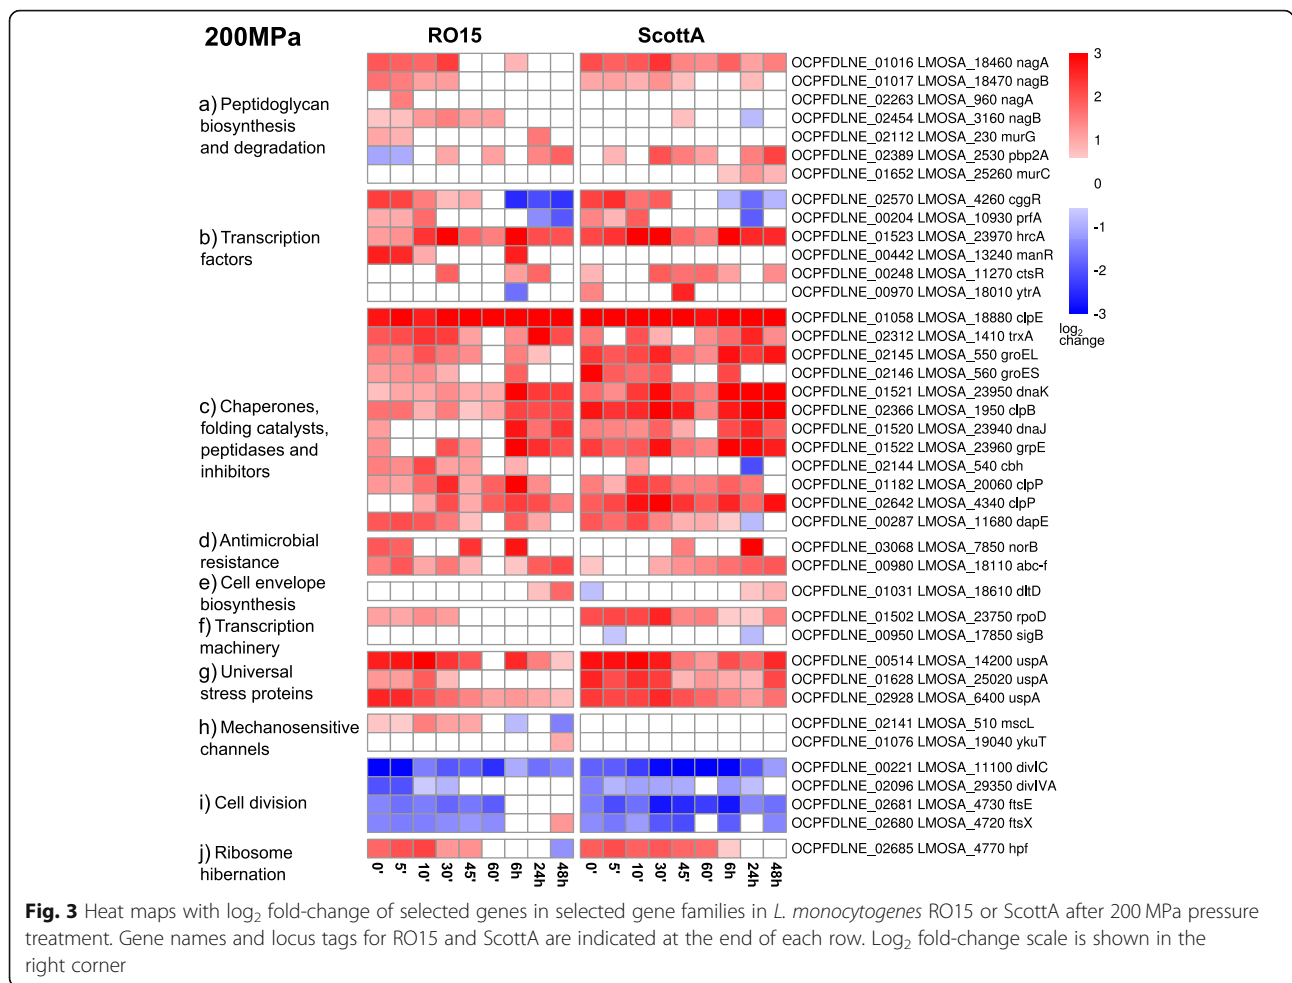 200MPa
RO15
ScottA
a) Peptidoglycan
biosynthesis
and degradation
OCPFDLNE_01016 LMOSA_18460 nagA
OCPFDLNE_01017 LMOSA_18470 nagB
OCPFDLNE_02263 LMOSA_960 nagA
OCPFDLNE_02454 LMOSA_3160 nagB
OCPFDLNE_02112 LMOSA_230 murG
OCPFDLNE_02389 LMOSA_2530 pbp2A
OCPFDLNE_01652 LMOSA_25260 murC
b) Transcription
factors
OCPFDLNE_02570 LMOSA_4260 cggR
OCPFDLNE_00204 LMOSA_10930 prfA
OCPFDLNE_01523 LMOSA_23970 hrcA
OCPFDLNE_00442 LMOSA_13240 manR
OCPFDLNE_00248 LMOSA_11270 ctsR
OCPFDLNE_00970 LMOSA_18010 ytrA
c) Chaperones,
folding catalysts,
peptidases and
inhibitors
OCPFDLNE_01058 LMOSA_18880 clpE
OCPFDLNE_02312 LMOSA_1410 trxA
OCPFDLNE_02145 LMOSA_550 groEL
OCPFDLNE_02146 LMOSA_560 groES
OCPFDLNE_01521 LMOSA_23950 dnaK
OCPFDLNE_02366 LMOSA_1950 clpB
OCPFDLNE_01520 LMOSA_23940 dnaJ
OCPFDLNE_01522 LMOSA_23960 grpE
OCPFDLNE_02144 LMOSA_540 cbh
OCPFDLNE_01182 LMOSA_20060 clpP
OCPFDLNE_02642 LMOSA_4340 clpP
OCPFDLNE_00287 LMOSA_11680 dapE
d) Antimicrobial
resistance
OCPFDLNE_03068 LMOSA_7850 norB
OCPFDLNE_00980 LMOSA_18110 abc-f
e) Cell envelope
biosynthesis
OCPFDLNE_01031 LMOSA_18610 dltD
f) Transcription
machinery
OCPFDLNE_01502 LMOSA_23750 rpoD
OCPFDLNE_00950 LMOSA_17850 sigB
g) Universal
stress proteins
OCPFDLNE_00514 LMOSA_14200 uspA
OCPFDLNE_01628 LMOSA_25020 uspA
OCPFDLNE_02928 LMOSA_6400 uspA
h) Mechanosensitive
channels
OCPFDLNE_02141 LMOSA_510 mscL
OCPFDLNE_01076 LMOSA_19040 ykuT
i) Cell division
OCPFDLNE_00221 LMOSA_11100 divIC
OCPFDLNE_02096 LMOSA_29350 divIVA
OCPFDLNE_02681 LMOSA_4730 ftsE
OCPFDLNE_02680 LMOSA_4720 ftsX
j) Ribosome
hibernation
OCPFDLNE_02685 LMOSA_4770 hpf
0' 5' 10' 30' 45' 60' 6h 24h 48h
0' 5' 10' 30' 45' 60' 6h 24h 48h
3
2
1
0
-1
-2
-3
log2
change
Fig. 3 Heat maps with log2 fold-change of selected genes in selected gene families in L. monocytogenes RO15 or ScottA after 200 MPa pressure
treatment. Gene names and locus tags for RO15 and ScottA are indicated at the end of each row. Log2 fold-change scale is shown in the
right corner